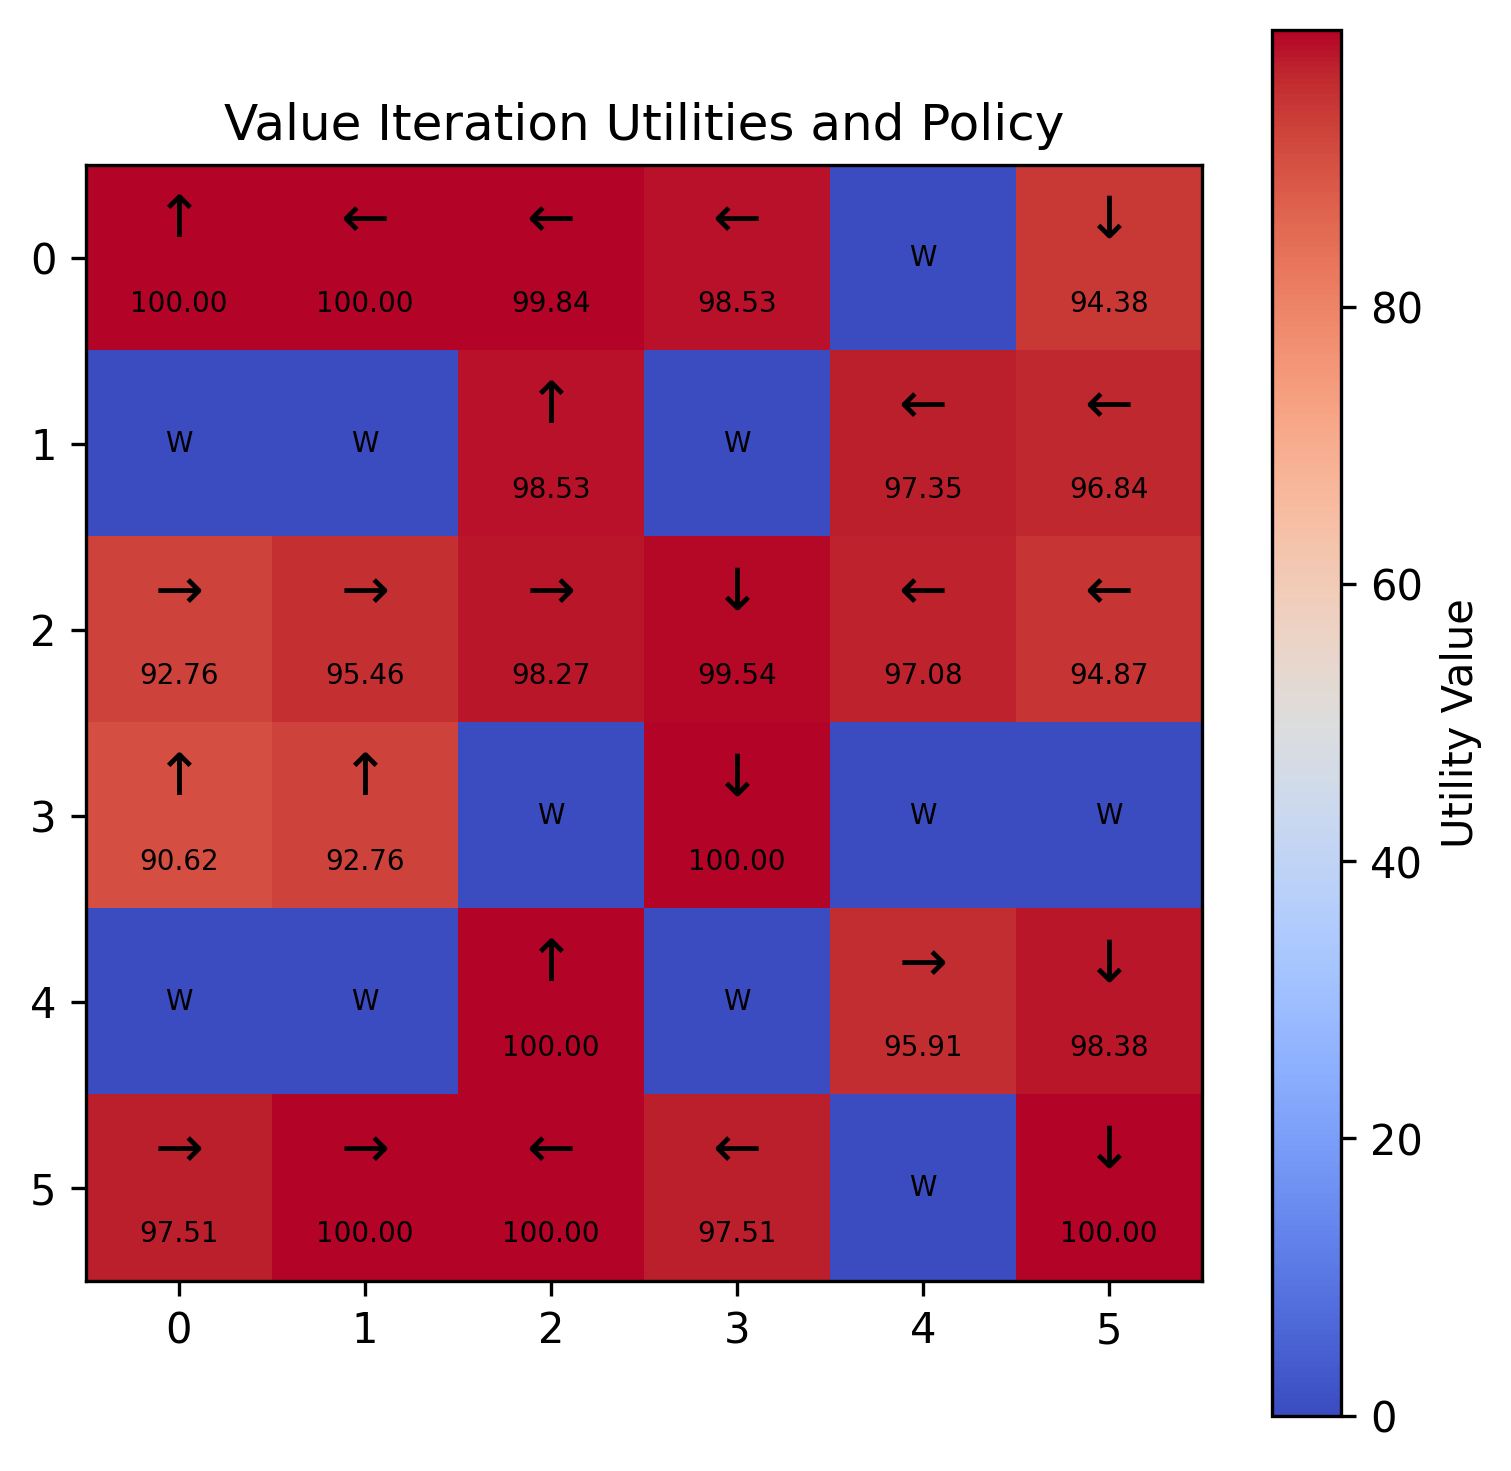 Value Iteration Utilities and Policy
↑ ← ← ← W ↓
0 100.00 100.00 99.84 98.53 94.38
W W ↑ W ← ←
1 98.53 97.35 96.84
→ → → ↓ ← ←
2 92.76 95.46 98.27 99.54 97.08 94.87
↑ ↑ W ↓ W W
3 90.62 92.76 100.00
W W ↑ W → ↓
4 100.00 95.91 98.38
→ → ← ← W ↓
5 97.51 100.00 100.00 97.51 100.00
0 1 2 3 4 5
80
60
40
20
0
Utility Value